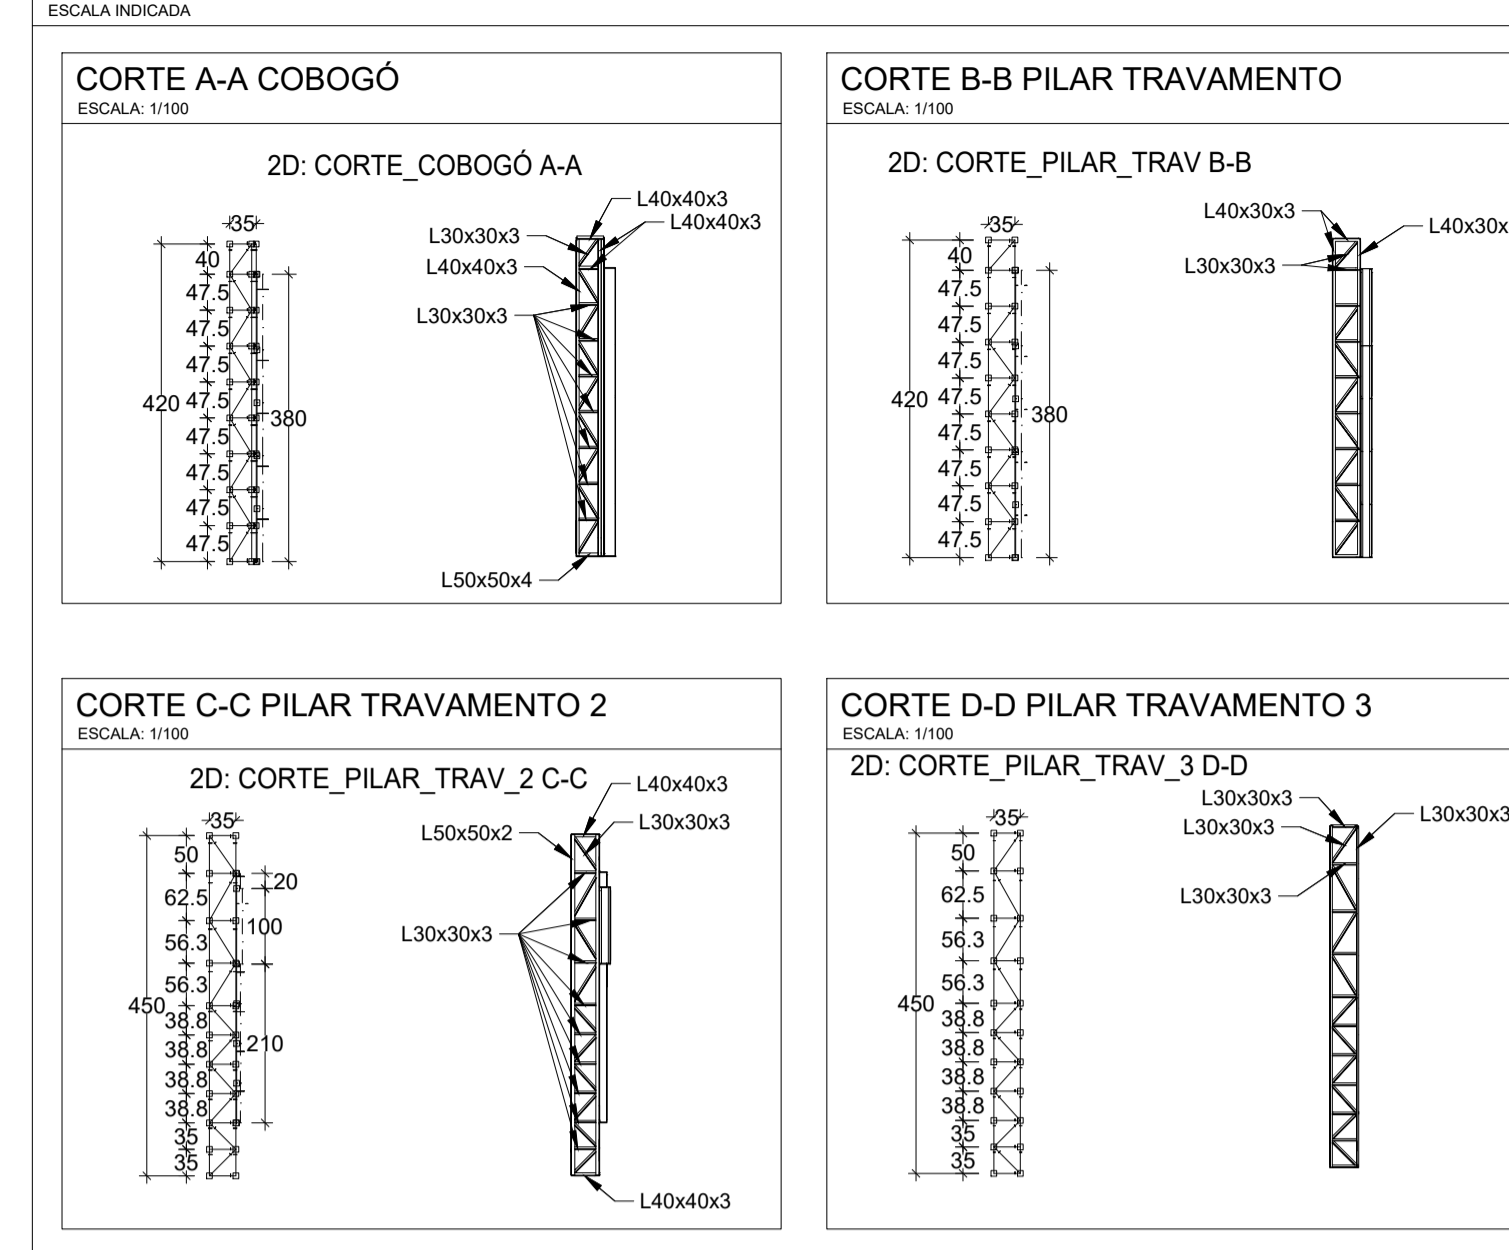 ESCALA INDICADA
CORTE A-A COBOGÓ
ESCALA: 1/100
2D: CORTE_COBOGÓ A-A
35
40
47.5
47.5
47.5
47.5
47.5
47.5
47.5
47.5
420
380
L40x40x3
L40x40x3
L30x30x3
L40x40x3
L30x30x3
L50x50x4
CORTE B-B PILAR TRAVAMENTO
ESCALA: 1/100
2D: CORTE_PILAR_TRAV B-B
35
40
47.5
47.5
47.5
47.5
47.5
47.5
47.5
47.5
420
380
L40x30x3
L40x30x
L30x30x3
CORTE C-C PILAR TRAVAMENTO 2
ESCALA: 1/100
2D: CORTE_PILAR_TRAV_2 C-C
35
50
62.5
56.3
56.3
38.8
38.8
38.8
38.8
35
35
450
20
100
210
L40x40x3
L30x30x3
L50x50x2
L30x30x3
L40x40x3
CORTE D-D PILAR TRAVAMENTO 3
ESCALA: 1/100
2D: CORTE_PILAR_TRAV_3 D-D
35
50
62.5
56.3
56.3
38.8
38.8
38.8
38.8
35
35
450
L30x30x3
L30x30x3
L30x30x3
L30x30x3